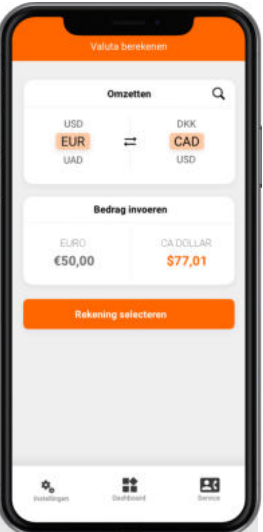 Valuta berekenen
Omzetten
USD DKK
EUR CAD
UAD USD
Bedrag invoeren
EURO CA DOLLAR
€50,00 $77,01
Rekening selecteren
Instellingen Dashboard Service